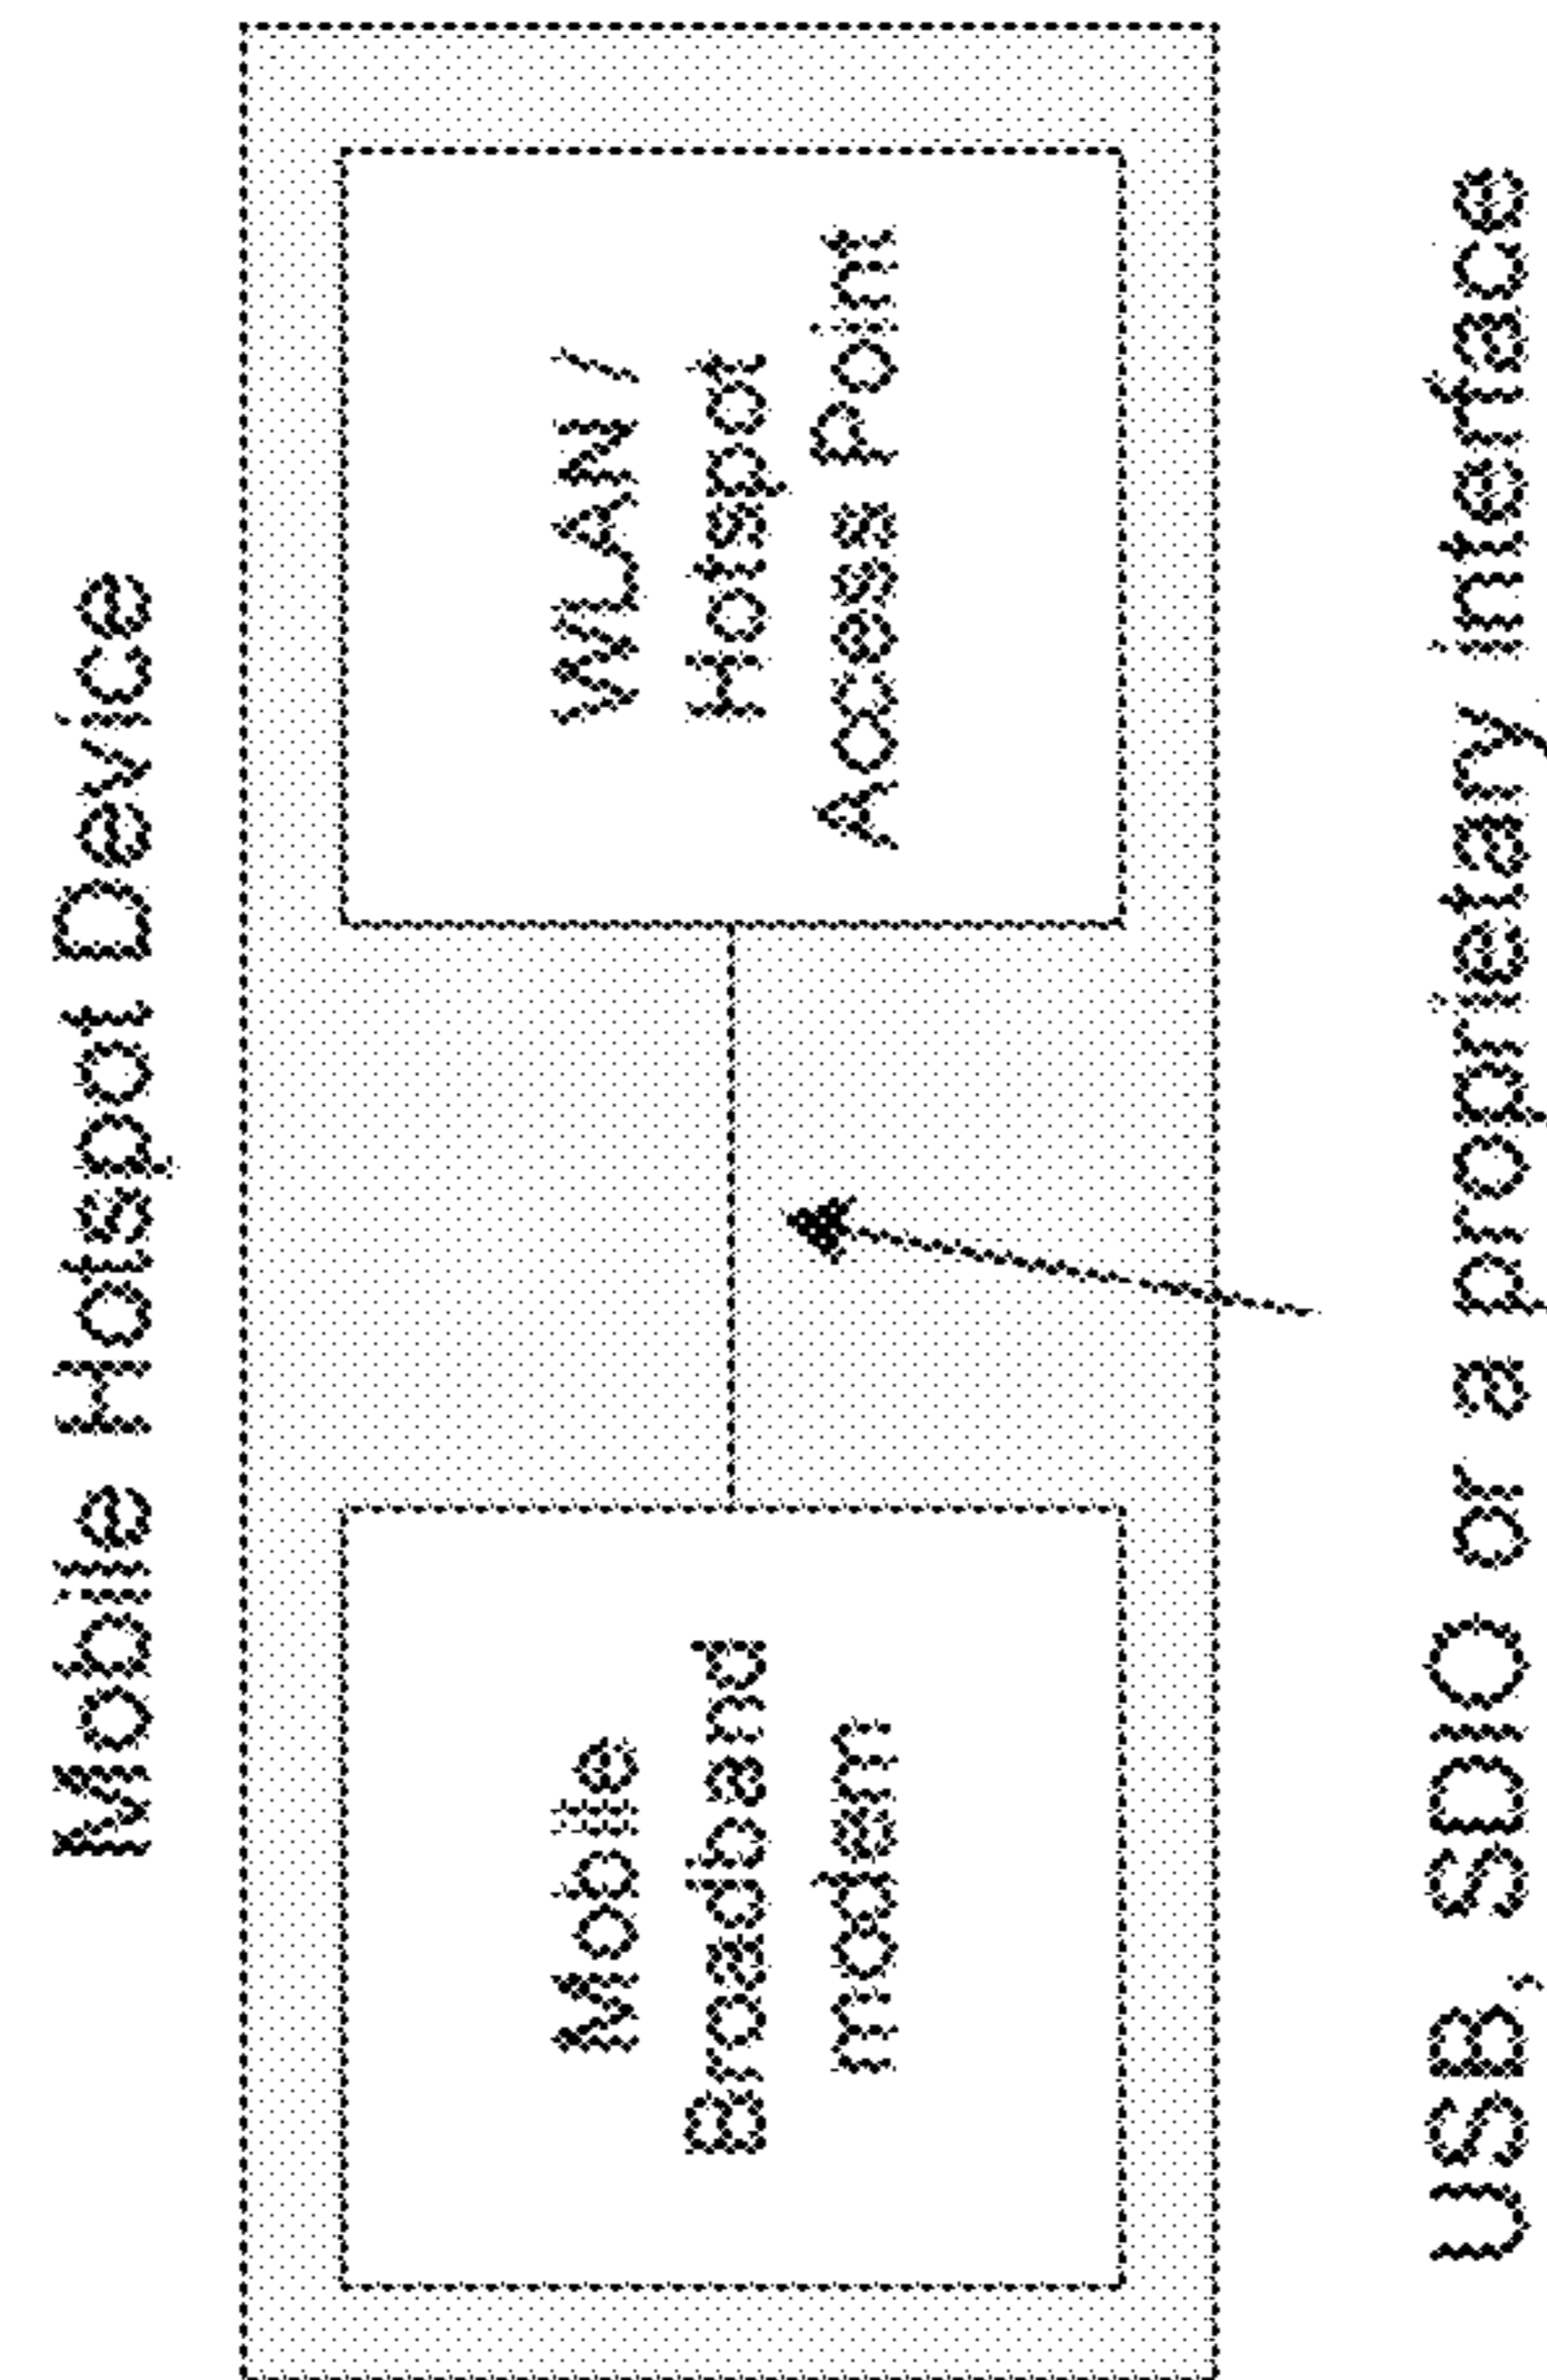 Mobile Hotspot Device
Mobile
Broadband
modem
WLAN /
Hotspot
Access Point
USB, SDIO or a proprietary interface